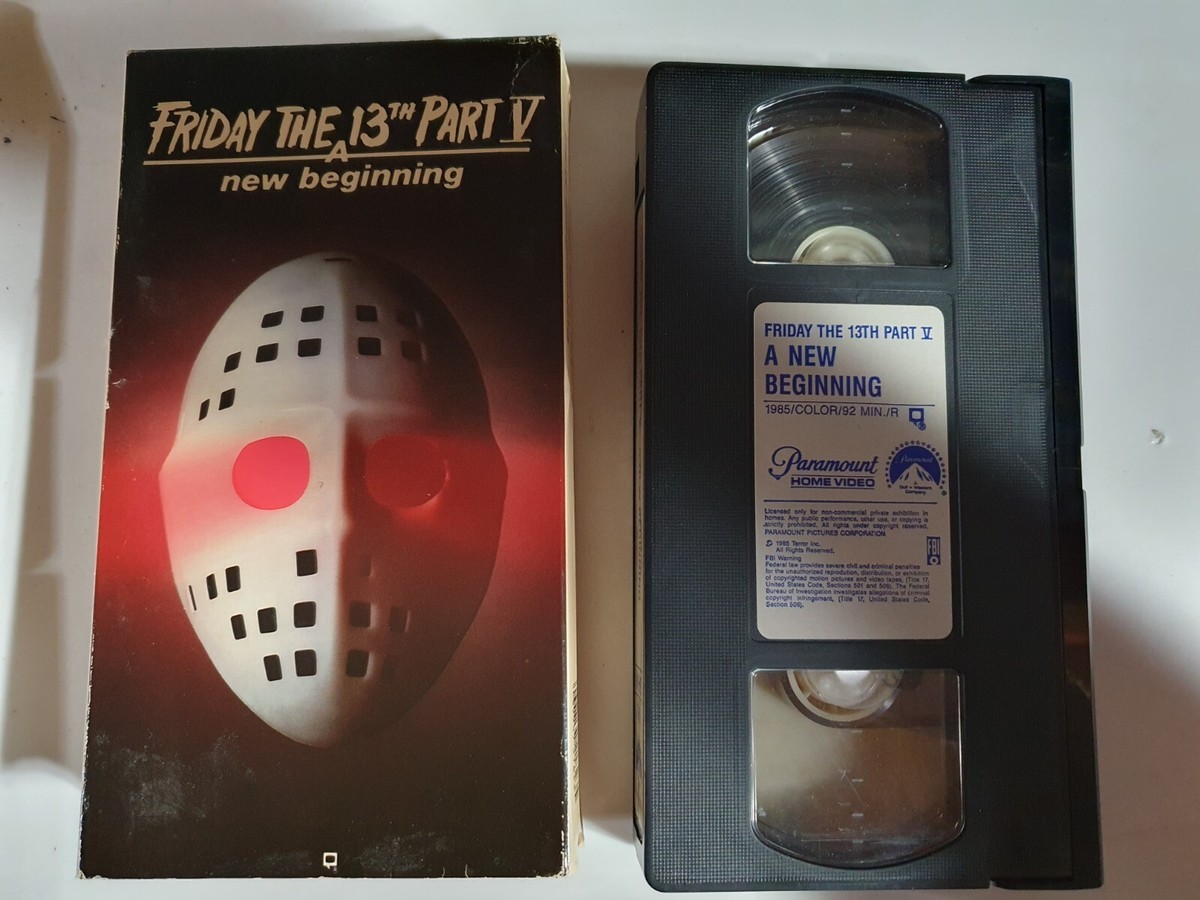 FRIDAY THE 13TH PART V
A
new beginning
FRIDAY THE 13TH PART V
A NEW
BEGINNING
1985/COLOR/92 MIN./R
Paramount
HOME VIDEO
Paramount
A
Gulf + Western
Company
Licensed only for non-commercial private exhibition in
homes. Any public performance, other use, or copying is
strictly prohibited. All rights under copyright reserved.
PARAMOUNT PICTURES CORPORATION
© 1985 Terror Inc.
All Rights Reserved.
FBI
FBI Warning
Federal law provides severe civil and criminal penalties
for the unauthorized reproduction, distribution, or exhibition
of copyrighted motion pictures and video tapes, (Title 17,
United States Code, Sections 501 and 506). The Federal
Bureau of Investigation investigates allegations of criminal
copyright infringement, (Title 17, United States Code,
Section 506).